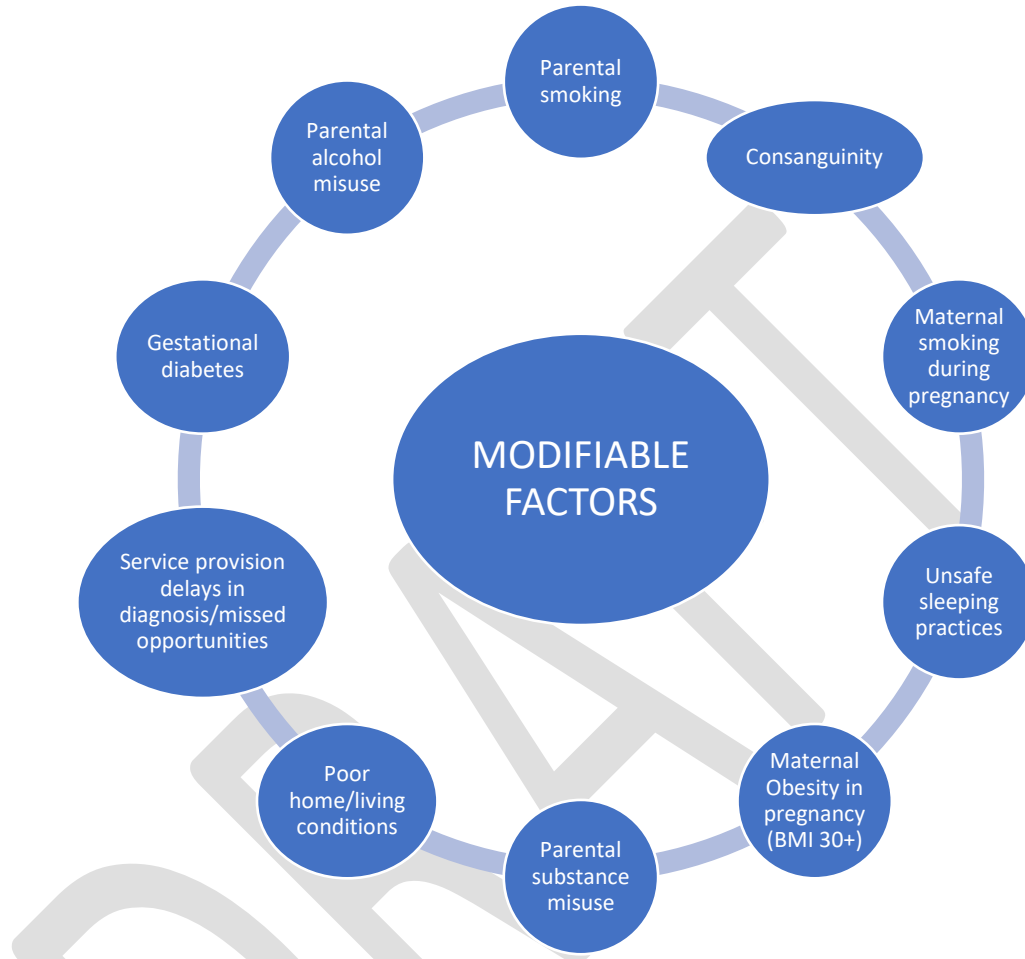 Parental
smoking
Consanguinity
Maternal
smoking
during
pregnancy
Unsafe
sleeping
practices
Maternal
Obesity in
pregnancy
(BMI 30+)
Parental
substance
misuse
Poor
home/living
conditions
Service provision
delays in
diagnosis/missed
opportunities
Gestational
diabetes
Parental
alcohol
misuse
MODIFIABLE
FACTORS
DRAFT